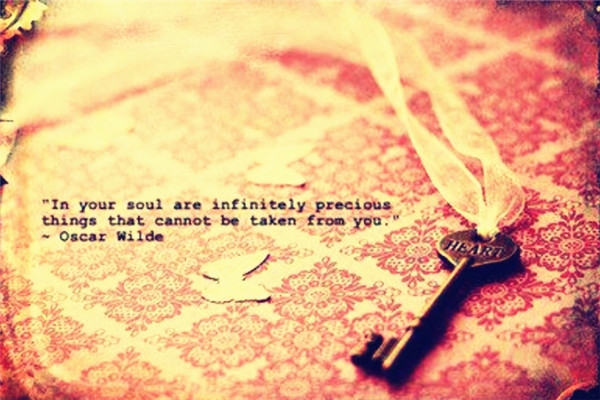 "In your soul are infinitely precious
things that cannot be taken from you."
~ Oscar Wilde
HEART